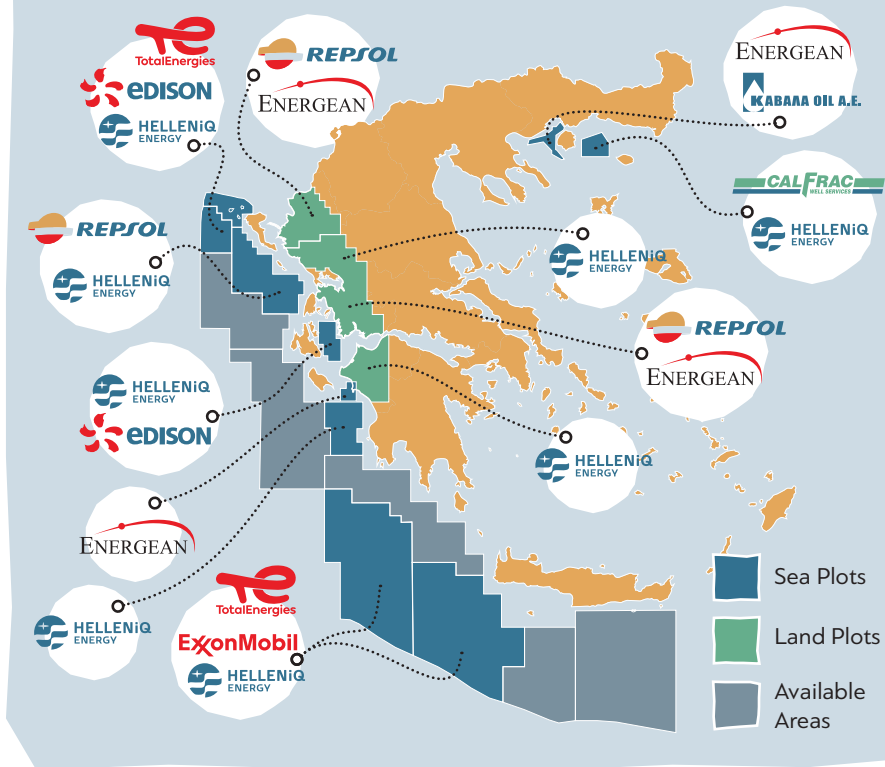 TotalEnergies
eDISON
HELLENiQ
ENERGY
REPSOL
ENERGEAN
ENERGEAN
ΚΑΒΑΛΑ OIL A.E.
CALFRAC
WELL SERVICES
HELLENiQ
ENERGY
REPSOL
HELLENiQ
ENERGY
HELLENiQ
ENERGY
REPSOL
ENERGEAN
HELLENiQ
ENERGY
eDISON
HELLENiQ
ENERGY
ENERGEAN
HELLENiQ
ENERGY
TotalEnergies
ExxonMobil
HELLENiQ
ENERGY
Sea Plots
Land Plots
Available
Areas